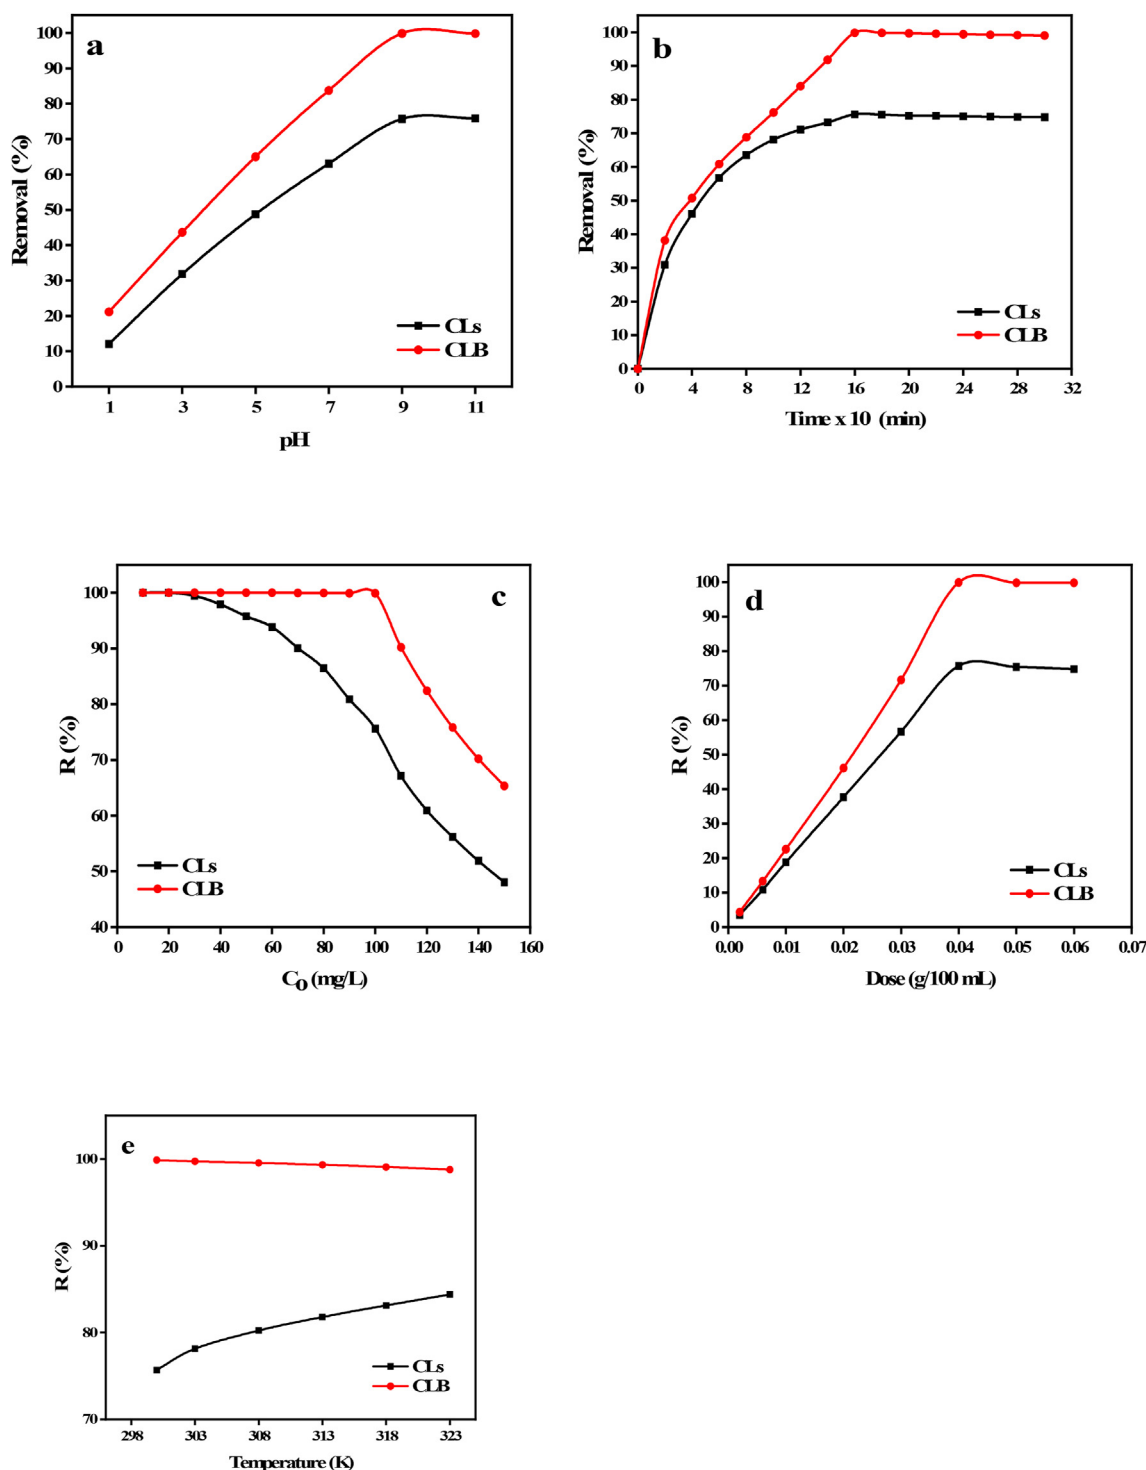 a
100
90
80
70
60
50
40
30
20
10
0
Removal (%)
CLs
CLB
1 3 5 7 9 11
pH
b
100
90
80
70
60
50
40
30
20
10
0
Removal (%)
CLs
CLB
0 4 8 12 16 20 24 28 32
Time x 10 (min)
c
100
90
80
70
60
50
40
R (%)
CLs
CLB
0 20 40 60 80 100 120 140 160
Co (mg/L)
d
100
90
80
70
60
50
40
30
20
10
0
R (%)
CLs
CLB
0.00 0.01 0.02 0.03 0.04 0.05 0.06 0.07
Dose (g/100 mL)
e
100
90
80
70
R (%)
CLs
CLB
298 303 308 313 318 323
Temperature (K)